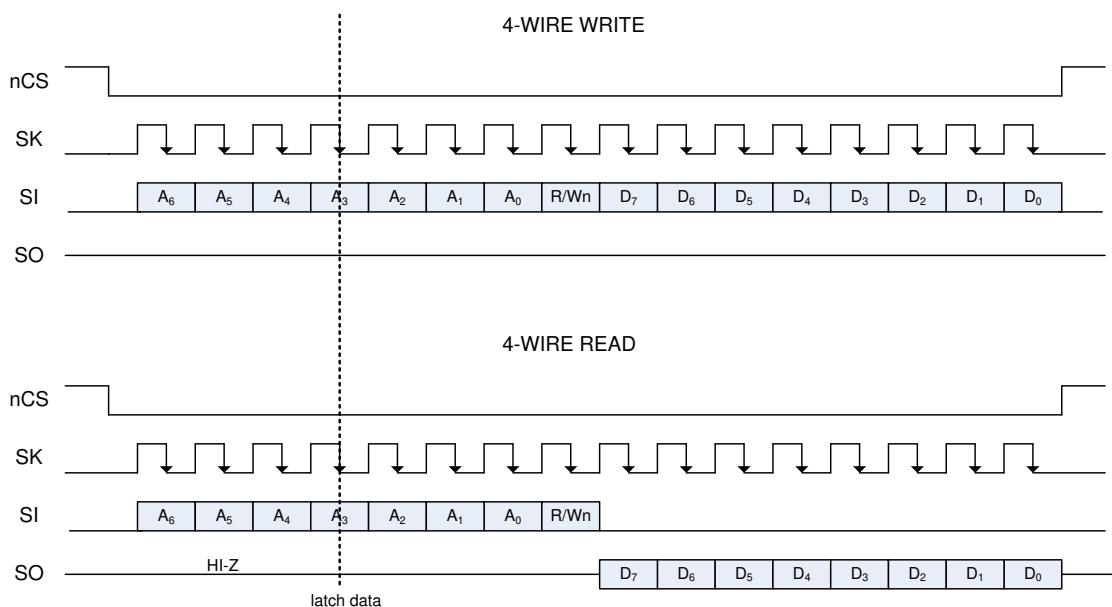 4-WIRE WRITE
nCS
SK
SI A₆ A₅ A₄ A₃ A₂ A₁ A₀ R/Wn D₇ D₆ D₅ D₄ D₃ D₂ D₁ D₀
SO
4-WIRE READ
nCS
SK
SI A₆ A₅ A₄ A₃ A₂ A₁ A₀ R/Wn
SO HI-Z D₇ D₆ D₅ D₄ D₃ D₂ D₁ D₀
latch data